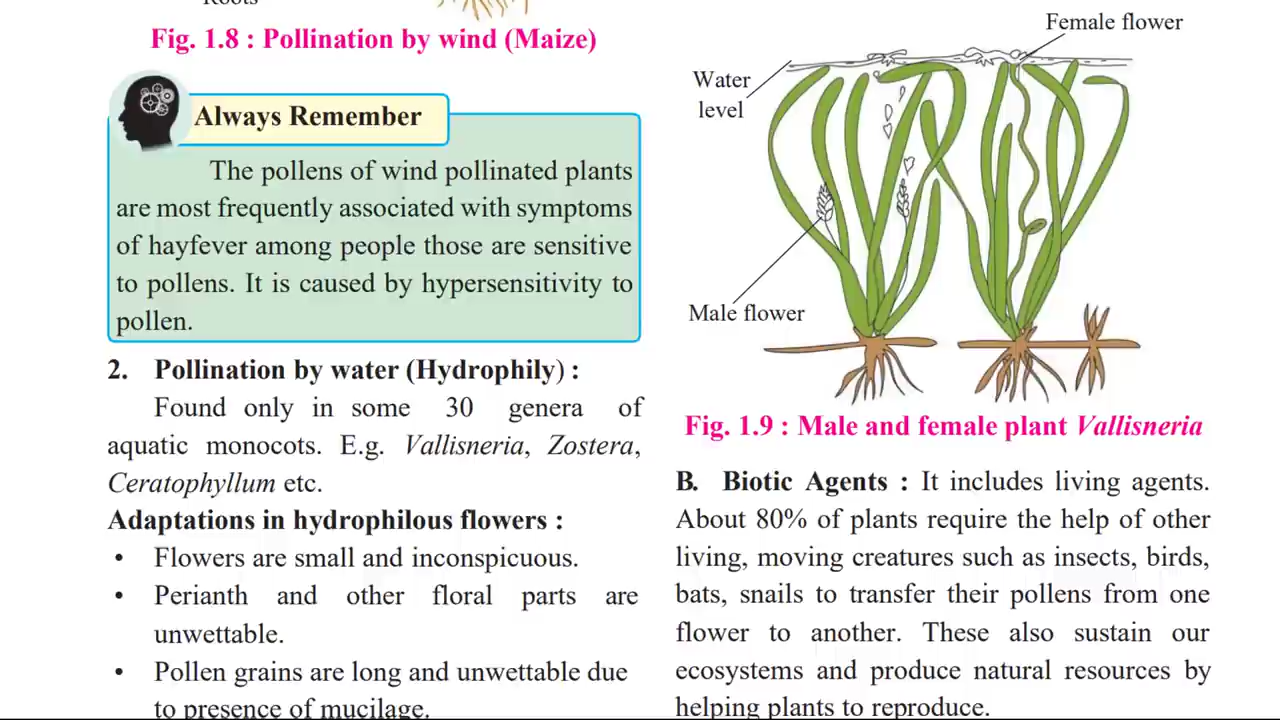 Roots
Fig. 1.8 : Pollination by wind (Maize)
Always Remember
The pollens of wind pollinated plants
are most frequently associated with symptoms
of hayfever among people those are sensitive
to pollens. It is caused by hypersensitivity to
pollen.
2. Pollination by water (Hydrophily) :
Found only in some 30 genera of
aquatic monocots. E.g. Vallisneria, Zostera,
Ceratophyllum etc.
Adaptations in hydrophilous flowers :
• Flowers are small and inconspicuous.
• Perianth and other floral parts are
unwettable.
• Pollen grains are long and unwettable due
to presence of mucilage.
Female flower
Water
level
Male flower
Fig. 1.9 : Male and female plant Vallisneria
B. Biotic Agents : It includes living agents.
About 80% of plants require the help of other
living, moving creatures such as insects, birds,
bats, snails to transfer their pollens from one
flower to another. These also sustain our
ecosystems and produce natural resources by
helping plants to reproduce.